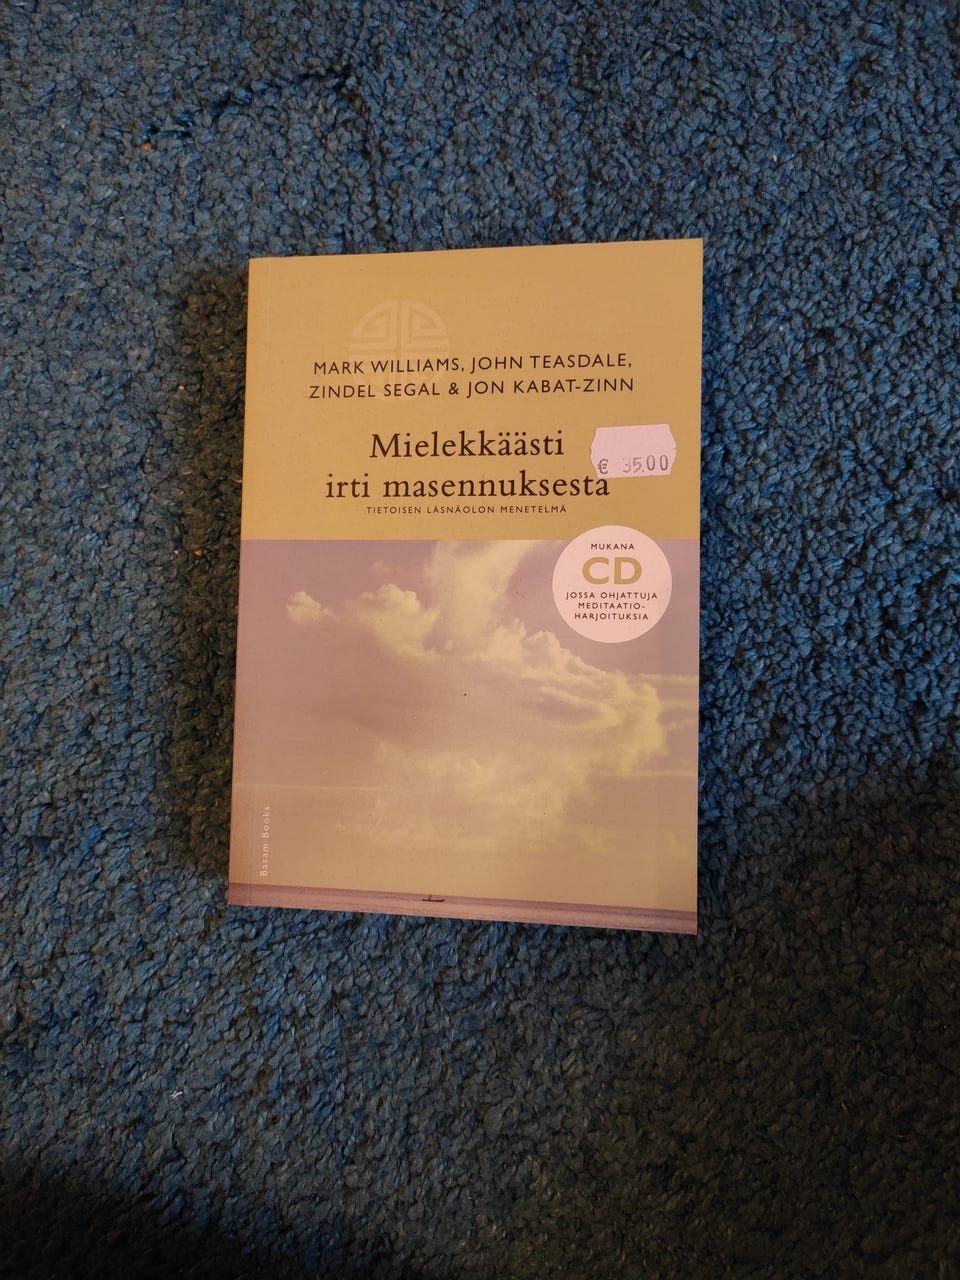 MARK WILLIAMS, JOHN TEASDALE,
ZINDEL SEGAL & JON KABAT-ZINN
Mielekkäästi
irti masennuksesta
€ 35.00
TIETOISEN LÄSNÄOLON MENETELMÄ
MUKANA
CD
JOSSA OHJATTUJA
MEDITAATIO-
HARJOITUKSIA
Basam Books